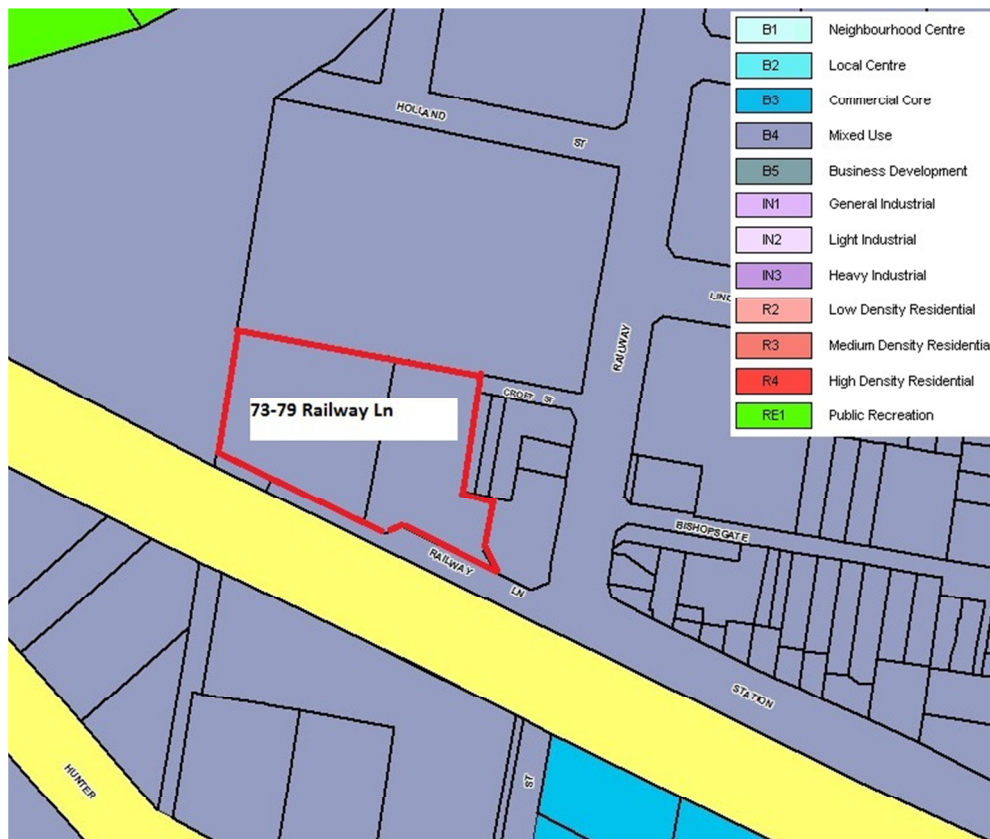 HOLLAND
ST
RAILWAY
73-79 Railway Ln
CROFT ST
BISHOPSGATE
RAILWAY
LN
STATION
HUNTER
ST
B1 Neighbourhood Centre
B2 Local Centre
B3 Commercial Core
B4 Mixed Use
B5 Business Development
IN1 General Industrial
IN2 Light Industrial
IN3 Heavy Industrial
R2 Low Density Residential
R3 Medium Density Residentia
R4 High Density Residential
RE1 Public Recreation